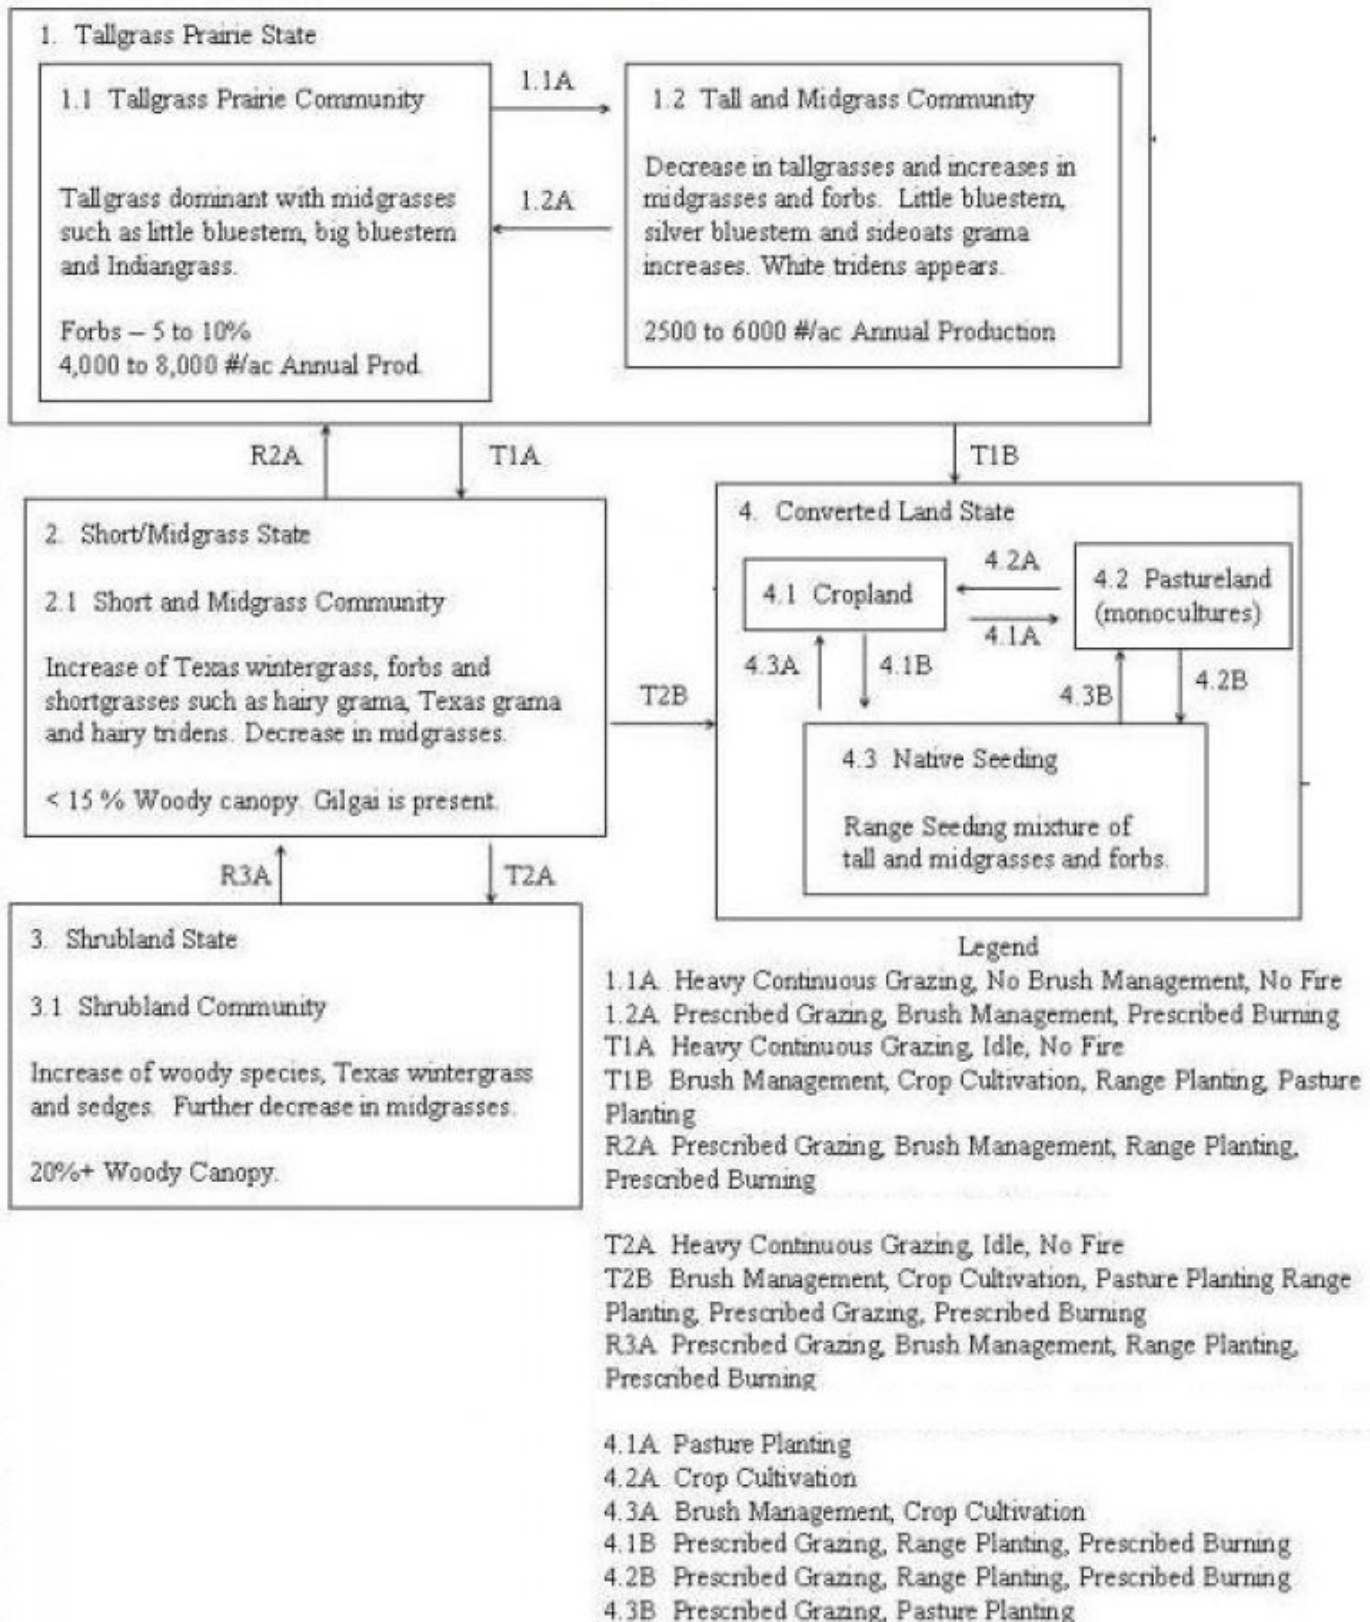 1. Tallgrass Prairie State
1.1 Tallgrass Prairie Community
Tallgrass dominant with midgrasses
such as little bluestem, big bluestem
and Indiangrass.
Forbs – 5 to 10%
4,000 to 8,000 #/ac Annual Prod.
1.1A
1.2A
1.2 Tall and Midgrass Community
Decrease in tallgrasses and increases in
midgrasses and forbs. Little bluestem,
silver bluestem and sideoats grama
increases. White tridens appears.
2500 to 6000 #/ac Annual Production
R2A
T1A
T1B
2. Short/Midgrass State
2.1 Short and Midgrass Community
Increase of Texas wintergrass, forbs and
shortgrasses such as hairy grama, Texas grama
and hairy tridens. Decrease in midgrasses.
< 15 % Woody canopy. Gilgai is present.
T2B
4. Converted Land State
4.1 Cropland
4.2A
4.1A
4.2 Pastureland
(monocultures)
4.3A
4.1B
4.3B
4.2B
4.3 Native Seeding
Range Seeding mixture of
tall and midgrasses and forbs.
R3A
T2A
3. Shrubland State
3.1 Shrubland Community
Increase of woody species, Texas wintergrass
and sedges. Further decrease in midgrasses.
20%+ Woody Canopy.
Legend
1.1A Heavy Continuous Grazing, No Brush Management, No Fire
1.2A Prescribed Grazing, Brush Management, Prescribed Burning
T1A Heavy Continuous Grazing, Idle, No Fire
T1B Brush Management, Crop Cultivation, Range Planting, Pasture
Planting
R2A Prescribed Grazing, Brush Management, Range Planting,
Prescribed Burning
T2A Heavy Continuous Grazing, Idle, No Fire
T2B Brush Management, Crop Cultivation, Pasture Planting Range
Planting, Prescribed Grazing, Prescribed Burning
R3A Prescribed Grazing, Brush Management, Range Planting,
Prescribed Burning
4.1A Pasture Planting
4.2A Crop Cultivation
4.3A Brush Management, Crop Cultivation
4.1B Prescribed Grazing, Range Planting, Prescribed Burning
4.2B Prescribed Grazing, Range Planting, Prescribed Burning
4.3B Prescribed Grazing, Pasture Planting